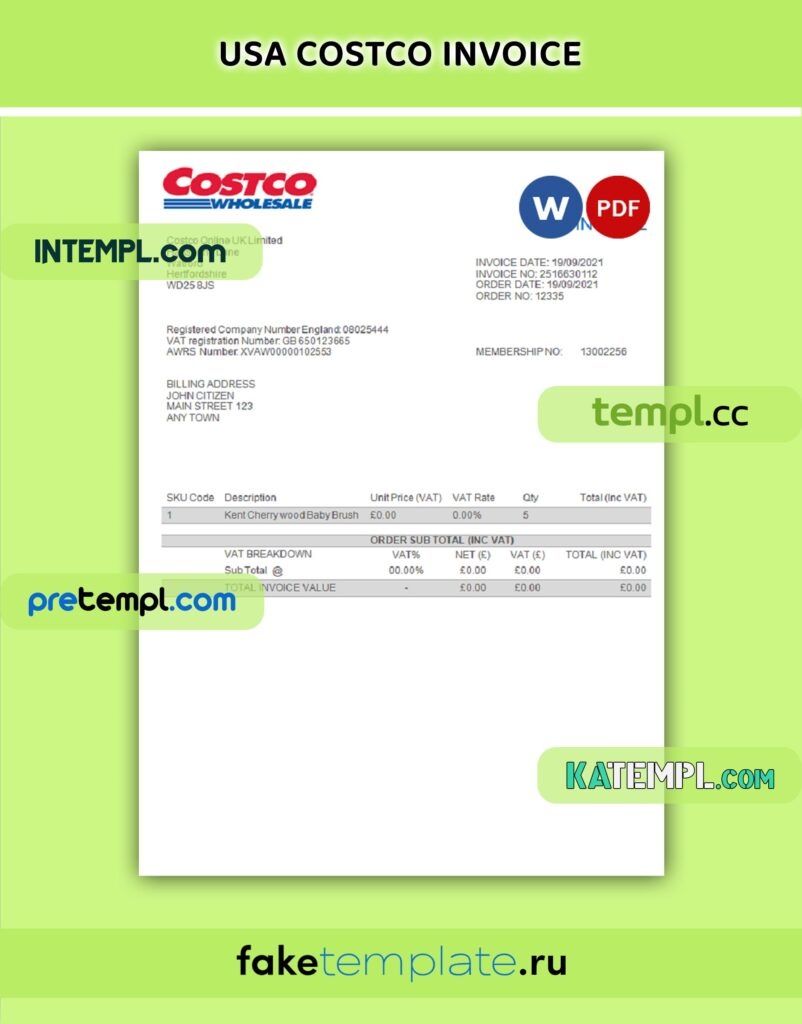 USA COSTCO INVOICE
COSTCO
WHOLESALE
W
PDF
Costco Online UK Limited
INTEMPL.com
Hertfordshire
WD25 8JS
INVOICE DATE: 19/09/2021
INVOICE NO: 2516630112
ORDER DATE: 19/09/2021
ORDER NO: 12335
Registered Company Number England: 08025444
VAT registration Number: GB 650123665
AWRS Number: XVAW00000102553
MEMBERSHIP NO: 13002256
BILLING ADDRESS
JOHN CITIZEN
MAIN STREET 123
ANY TOWN
templ.cc
SKU Code Description Unit Price (VAT) VAT Rate Qty Total (Inc VAT)
1 Kent Cherry wood Baby Brush £0.00 0.00% 5
ORDER SUB TOTAL (INC VAT)
VAT BREAKDOWN VAT% NET (£) VAT (£) TOTAL (INC VAT)
Sub Total @ 00.00% £0.00 £0.00 £0.00
TOTAL INVOICE VALUE - £0.00 £0.00 £0.00
pretempl.com
KATEMPL.COM
faketemplate.ru